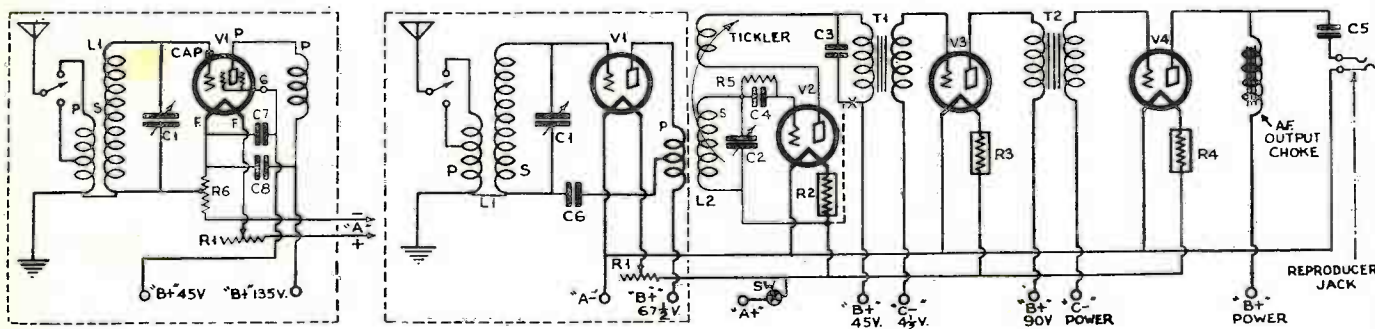 L1
CAP
V1
P
P
P
S
C1
F
F
G
C7
C8
R6
-
"A"
+
R1
"B+" 45V
"B+" 135V.
P
S
L1
C1
V1
C6
P
R1
"A-"
"B+"
67½V.
TICKLER
S
L2
R5
C4
C2
V2
R2
C3
T1
SW
"A+"
"B+"
45V.
C-
4½V.
V3
R3
T2
"B+"
90V
C-
POWER
V4
R4
A.F.
OUTPUT
CHOKE
"B+"
POWER
C5
REPRODUCER
JACK